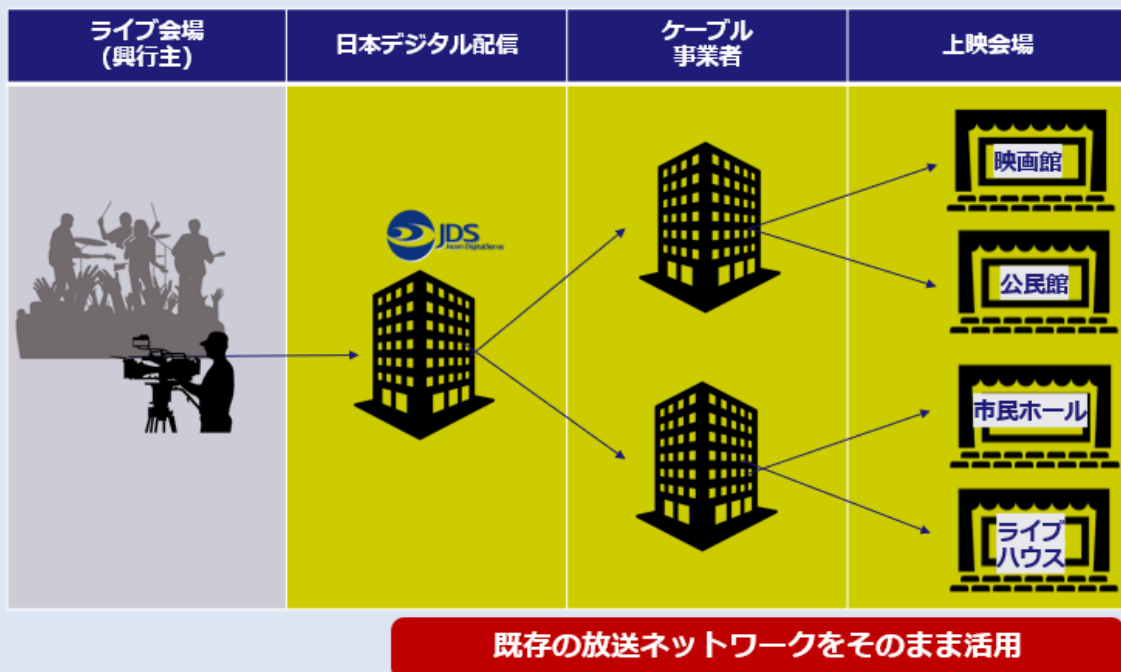 ライブ会場
(興行主)
日本デジタル配信
ケーブル
事業者
上映会場
JDS
Japan Digital Serve
映画館
公民館
市民ホール
ライブ
ハウス
既存の放送ネットワークをそのまま活用